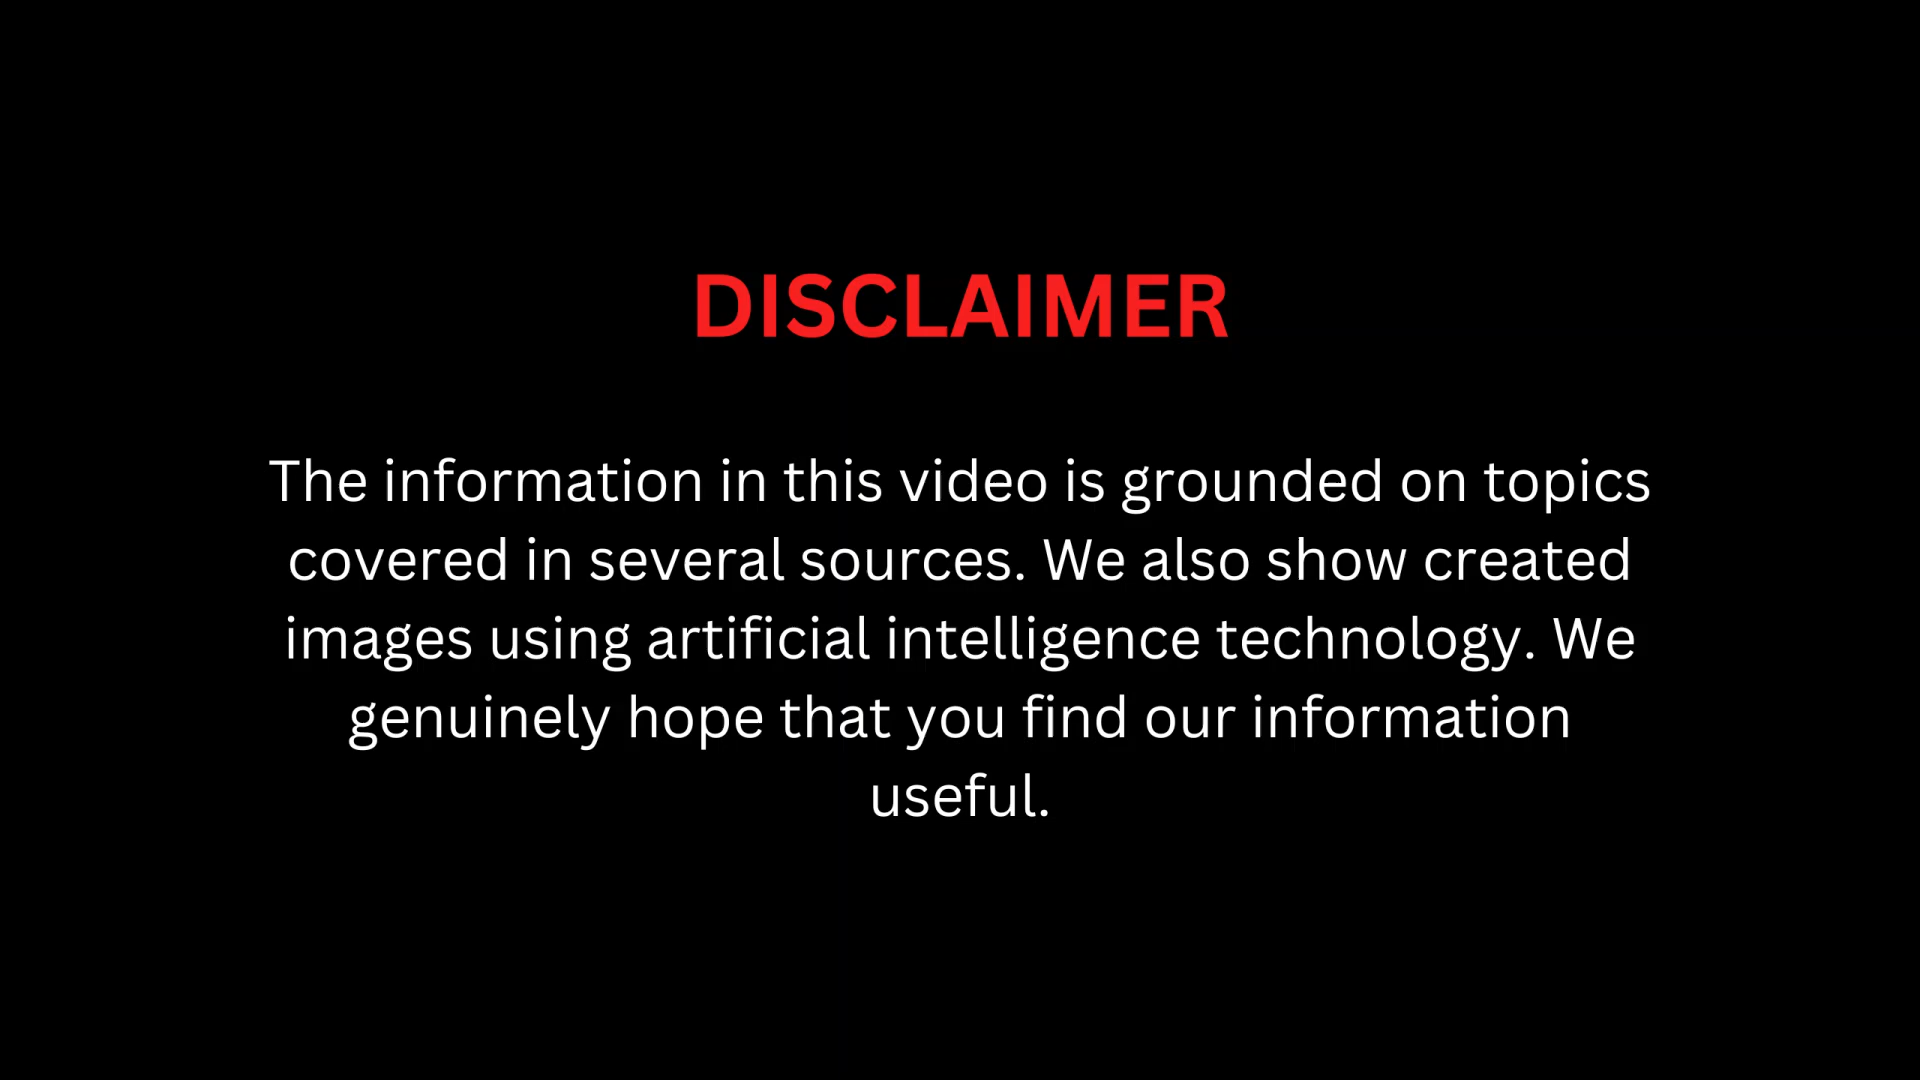 DISCLAIMER
The information in this video is grounded on topics
covered in several sources. We also show created
images using artificial intelligence technology. We
genuinely hope that you find our information
useful.